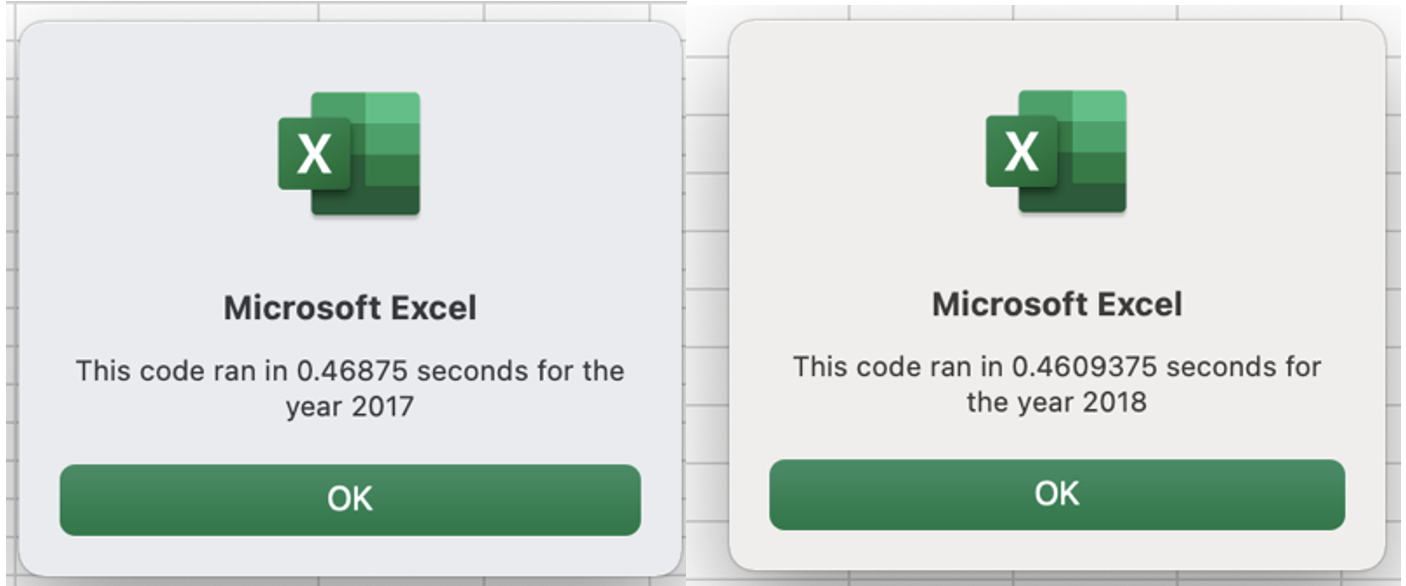 X
Microsoft Excel
This code ran in 0.46875 seconds for the
year 2017
OK
X
Microsoft Excel
This code ran in 0.4609375 seconds for
the year 2018
OK